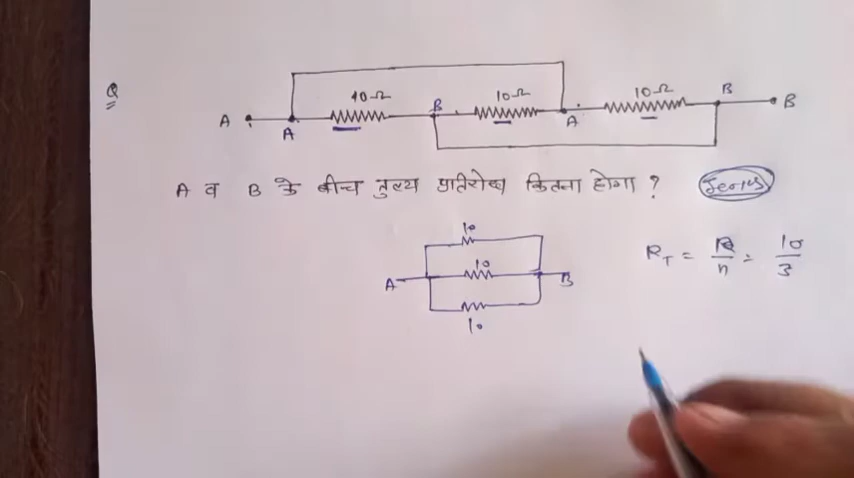 Q
10Ω 10Ω 10Ω
A A B A B B
A व B के बीच तुल्य प्रतिरोध कितना होगा ? Series
10
A 10 B
10
R_T = R/n = 10/3